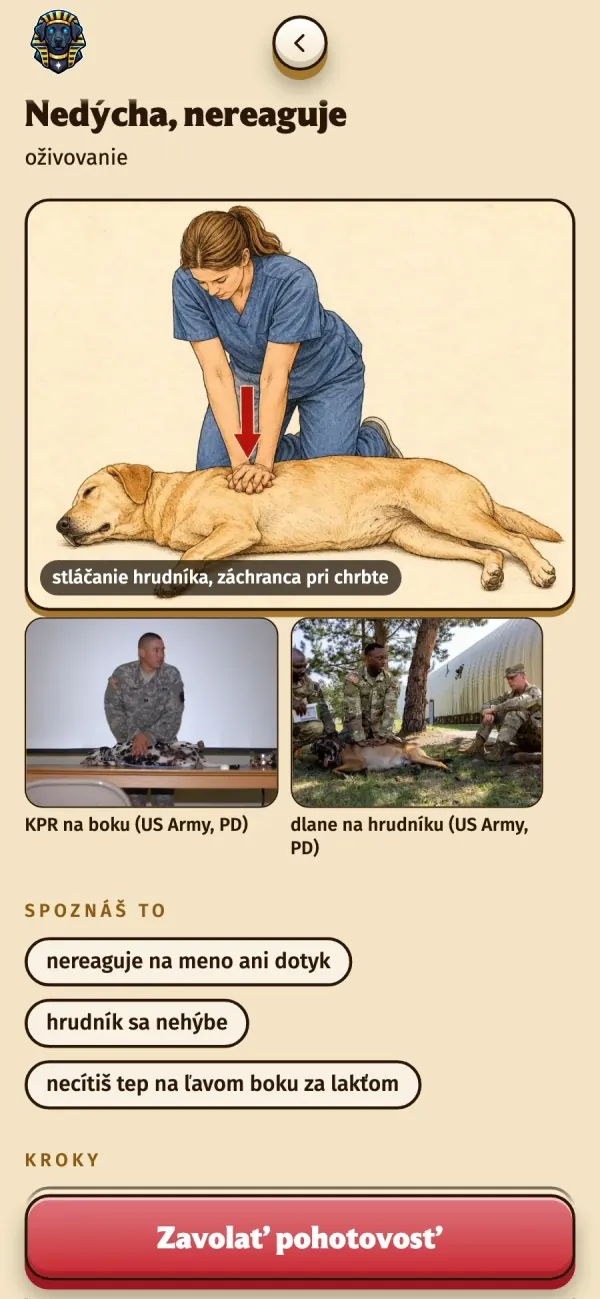 Nedýcha, nereaguje
oživovanie
stláčanie hrudníka, záchranca pri chrbte
KPR na boku (US Army, PD)
dlane na hrudníku (US Army,
PD)
SPOZNÁŠ TO
nereaguje na meno ani dotyk
hrudník sa nehýbe
necítiš tep na ľavom boku za lakťom
KROKY
Zavolať pohotovosť